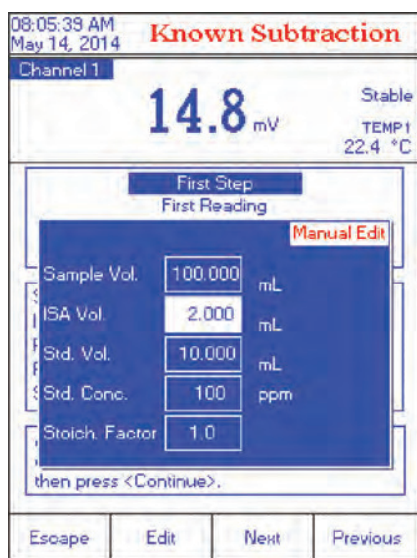 08:05:39 AM
May 14, 2014
Known Subtraction
Channel 1
14.8 mV
Stable
TEMP1
22.4 °C
First Step
First Reading
Manual Edit
Sample Vol. 100.000 mL
ISA Vol. 2.000 mL
Std. Vol. 10.000 mL
Std. Conc. 100 ppm
Stoich. Factor 1.0
then press <Continue>.
Escape Edit Next Previous